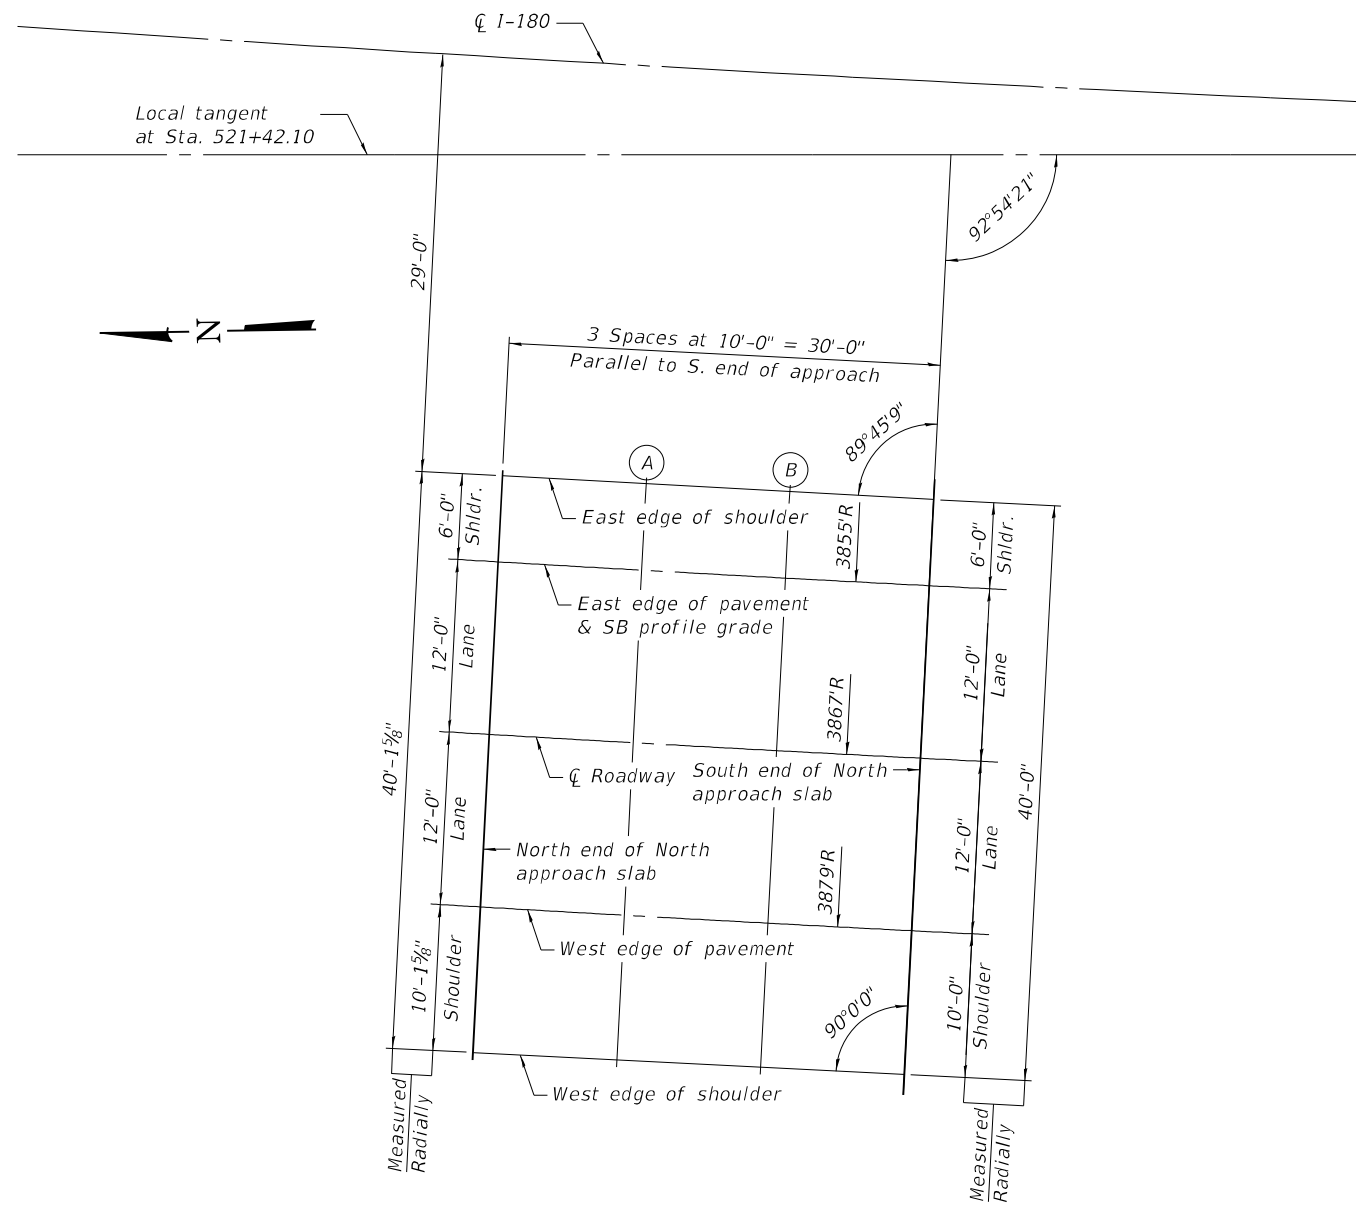 ℄ I-180
Local tangent
at Sta. 521+42.10
92°54'21"
29'-0"
N
3 Spaces at 10'-0" = 30'-0"
Parallel to S. end of approach
89°45'9"
A
B
6'-0"
Shldr.
East edge of shoulder
3855'R
6'-0"
Shldr.
East edge of pavement
& SB profile grade
12'-0"
Lane
12'-0"
Lane
3867'R
40'-1⅝"
℄ Roadway
South end of North
approach slab
40'-0"
12'-0"
Lane
12'-0"
Lane
North end of North
approach slab
3879'R
West edge of pavement
10'-1⅝"
Shoulder
10'-0"
Shoulder
90°0'0"
West edge of shoulder
Measured
Radially
Measured
Radially